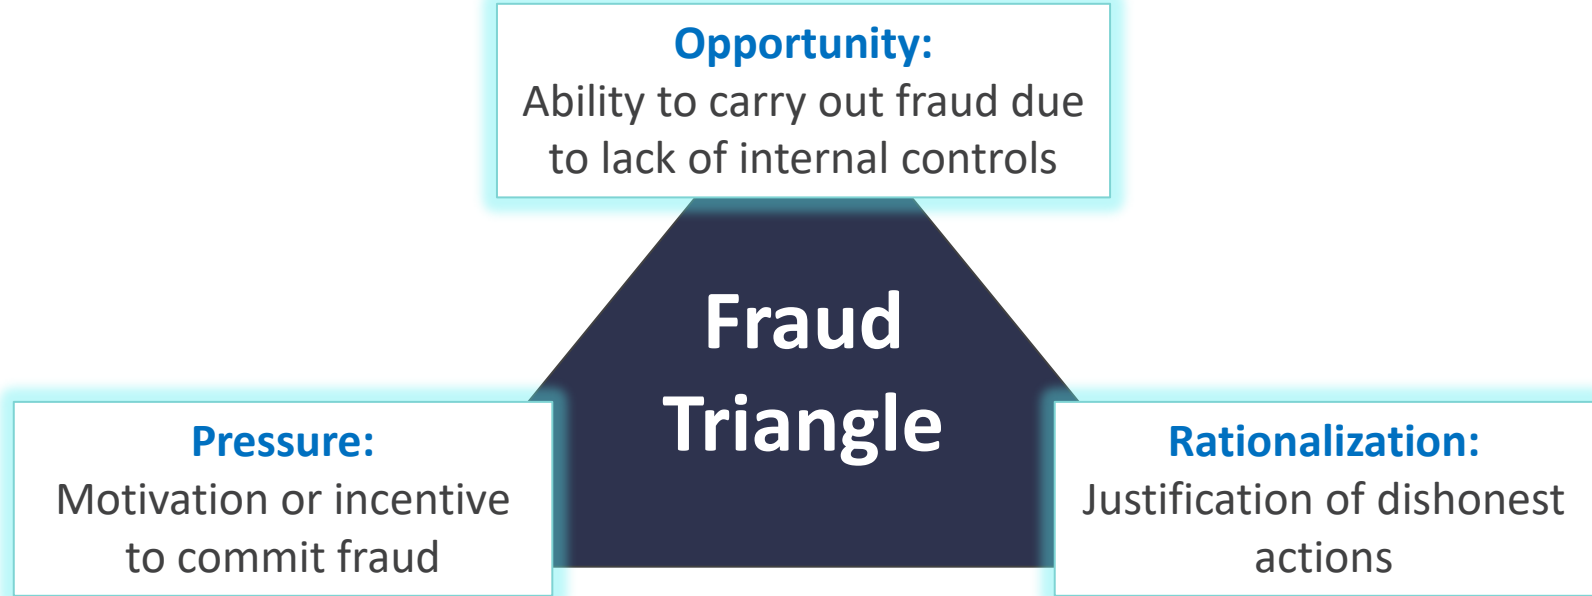 Opportunity:
Ability to carry out fraud due
to lack of internal controls
Fraud
Triangle
Pressure:
Motivation or incentive
to commit fraud
Rationalization:
Justification of dishonest
actions